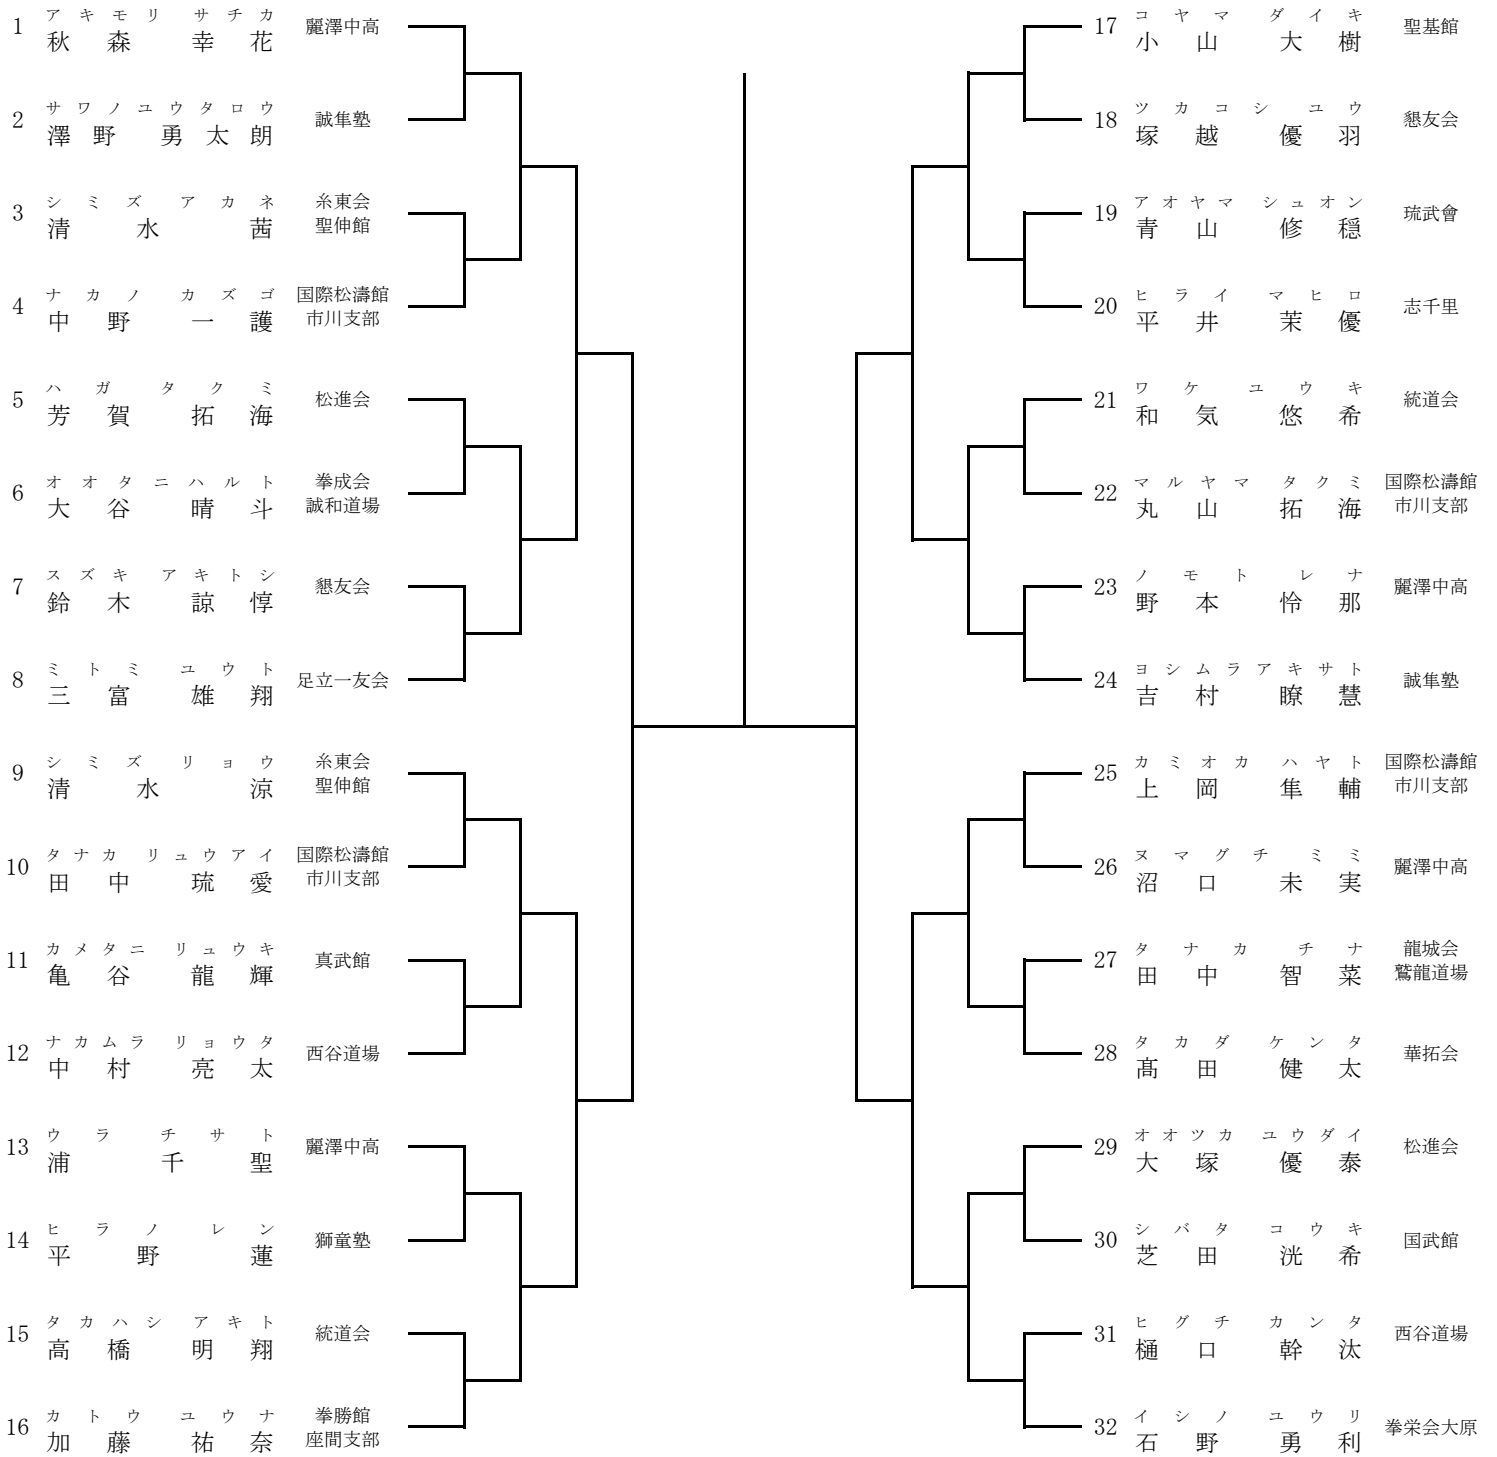 アキモリ サチカ
1 秋森 幸花 麗澤中高
サワノユウタロウ
2 澤野 勇太朗 誠隼塾
シミズ アカネ 糸東会
3 清水 茜 聖伸館
ナカノ カズゴ 国際松濤館
4 中野 一護 市川支部
ハガ タクミ
5 芳賀 拓海 松進会
オオタニハルト 拳成会
6 大谷 晴斗 誠和道場
スズキ アキトシ
7 鈴木 諒惇 懇友会
ミトミ ユウト
8 三富 雄翔 足立一友会
シミズ リョウ 糸東会
9 清水 涼 聖伸館
タナカ リュウアイ 国際松濤館
10 田中 琉愛 市川支部
カメタニ リュウキ
11 亀谷 龍輝 真武館
ナカムラ リョウタ
12 中村 亮太 西谷道場
ウラ チサト
13 浦 千聖 麗澤中高
ヒラノ レン
14 平野 蓮 獅童塾
タカハシ アキト
15 高橋 明翔 統道会
カトウ ユウナ 拳勝館
16 加藤 祐奈 座間支部
コヤマ ダイキ
17 小山 大樹 聖基館
ツカコシ ユウ
18 塚越 優羽 懇友会
アオヤマ シュオン
19 青山 修穏 琉武會
ヒライ マヒロ
20 平井 茉優 志千里
ワケ ユウキ
21 和気 悠希 統道会
マルヤマ タクミ 国際松濤館
22 丸山 拓海 市川支部
ノモト レナ
23 野本 怜那 麗澤中高
ヨシムラアキサト
24 吉村 瞭慧 誠隼塾
カミオカ ハヤト 国際松濤館
25 上岡 隼輔 市川支部
ヌマグチ ミミ
26 沼口 未実 麗澤中高
タナカ チナ 龍城会
27 田中 智菜 鷲龍道場
タカダ ケンタ
28 髙田 健太 華拓会
オオツカ ユウダイ
29 大塚 優泰 松進会
シバタ コウキ
30 芝田 洸希 国武館
ヒグチ カンタ
31 樋口 幹汰 西谷道場
イシノ ユウリ
32 石野 勇利 拳栄会大原